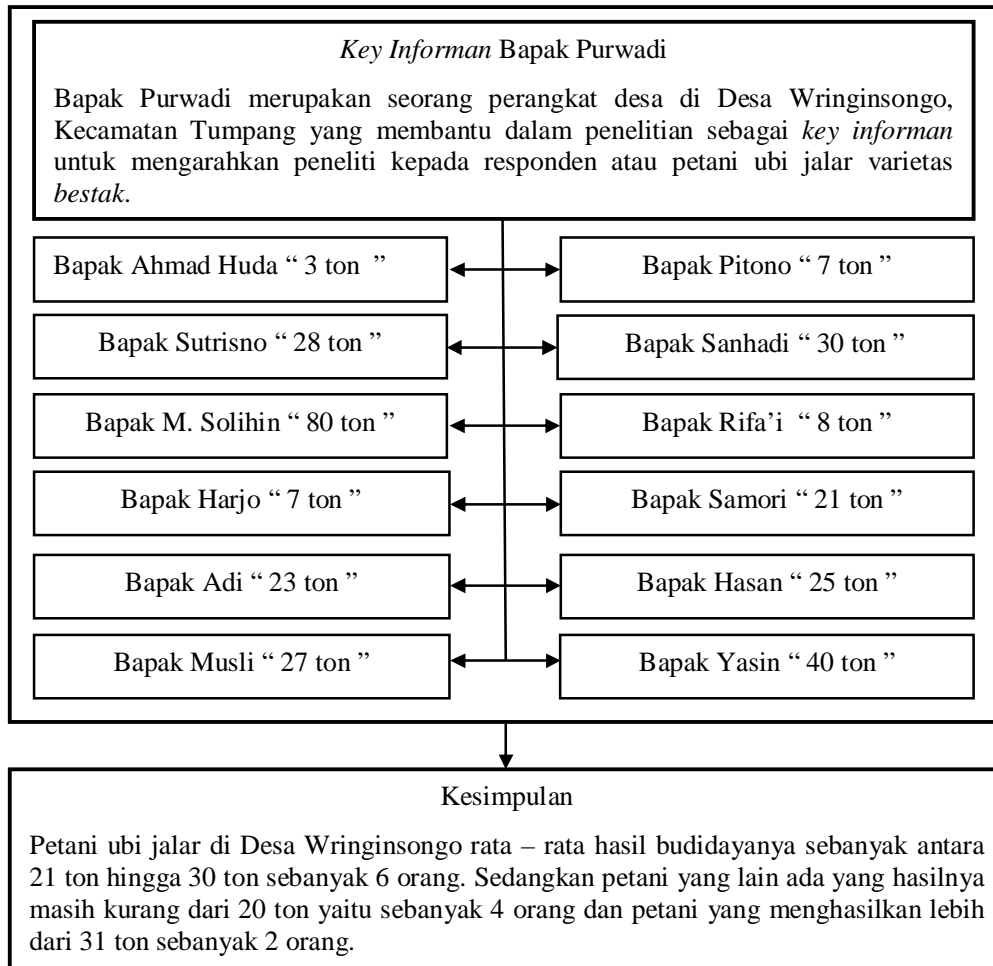 Key Informan Bapak Purwadi
Bapak Purwadi merupakan seorang perangkat desa di Desa Wringinsongo,
Kecamatan Tumpang yang membantu dalam penelitian sebagai key informan
untuk mengarahkan peneliti kepada responden atau petani ubi jalar varietas
bestak.
Bapak Ahmad Huda “ 3 ton ”
Bapak Pitono “ 7 ton ”
Bapak Sutrisno “ 28 ton ”
Bapak Sanhadi “ 30 ton ”
Bapak M. Solihin “ 80 ton ”
Bapak Rifa’i “ 8 ton ”
Bapak Harjo “ 7 ton ”
Bapak Samori “ 21 ton ”
Bapak Adi “ 23 ton ”
Bapak Hasan “ 25 ton ”
Bapak Musli “ 27 ton ”
Bapak Yasin “ 40 ton ”
Kesimpulan
Petani ubi jalar di Desa Wringinsongo rata – rata hasil budidayanya sebanyak antara
21 ton hingga 30 ton sebanyak 6 orang. Sedangkan petani yang lain ada yang hasilnya
masih kurang dari 20 ton yaitu sebanyak 4 orang dan petani yang menghasilkan lebih
dari 31 ton sebanyak 2 orang.